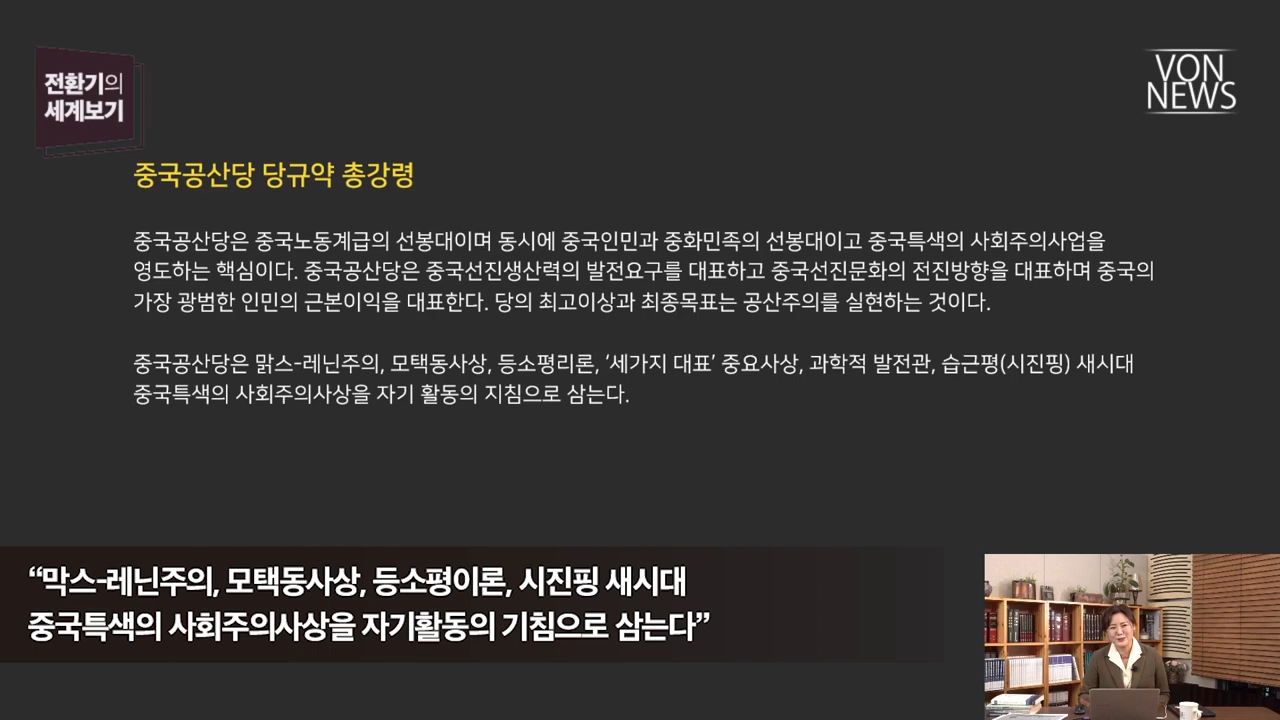 전환기의
세계보기
VON
NEWS
중국공산당 당규약 총강령
중국공산당은 중국노동계급의 선봉대이며 동시에 중국인민과 중화민족의 선봉대이고 중국특색의 사회주의사업을
영도하는 핵심이다. 중국공산당은 중국선진생산력의 발전요구를 대표하고 중국선진문화의 전진방향을 대표하며 중국의
가장 광범한 인민의 근본이익을 대표한다. 당의 최고이상과 최종목표는 공산주의를 실현하는 것이다.
중국공산당은 맑스-레닌주의, 모택동사상, 등소평리론, ‘세가지 대표’ 중요사상, 과학적 발전관, 습근평(시진핑) 새시대
중국특색의 사회주의사상을 자기 활동의 지침으로 삼는다.
“막스-레닌주의, 모택동사상, 등소평이론, 시진핑 새시대
중국특색의 사회주의사상을 자기활동의 기침으로 삼는다”